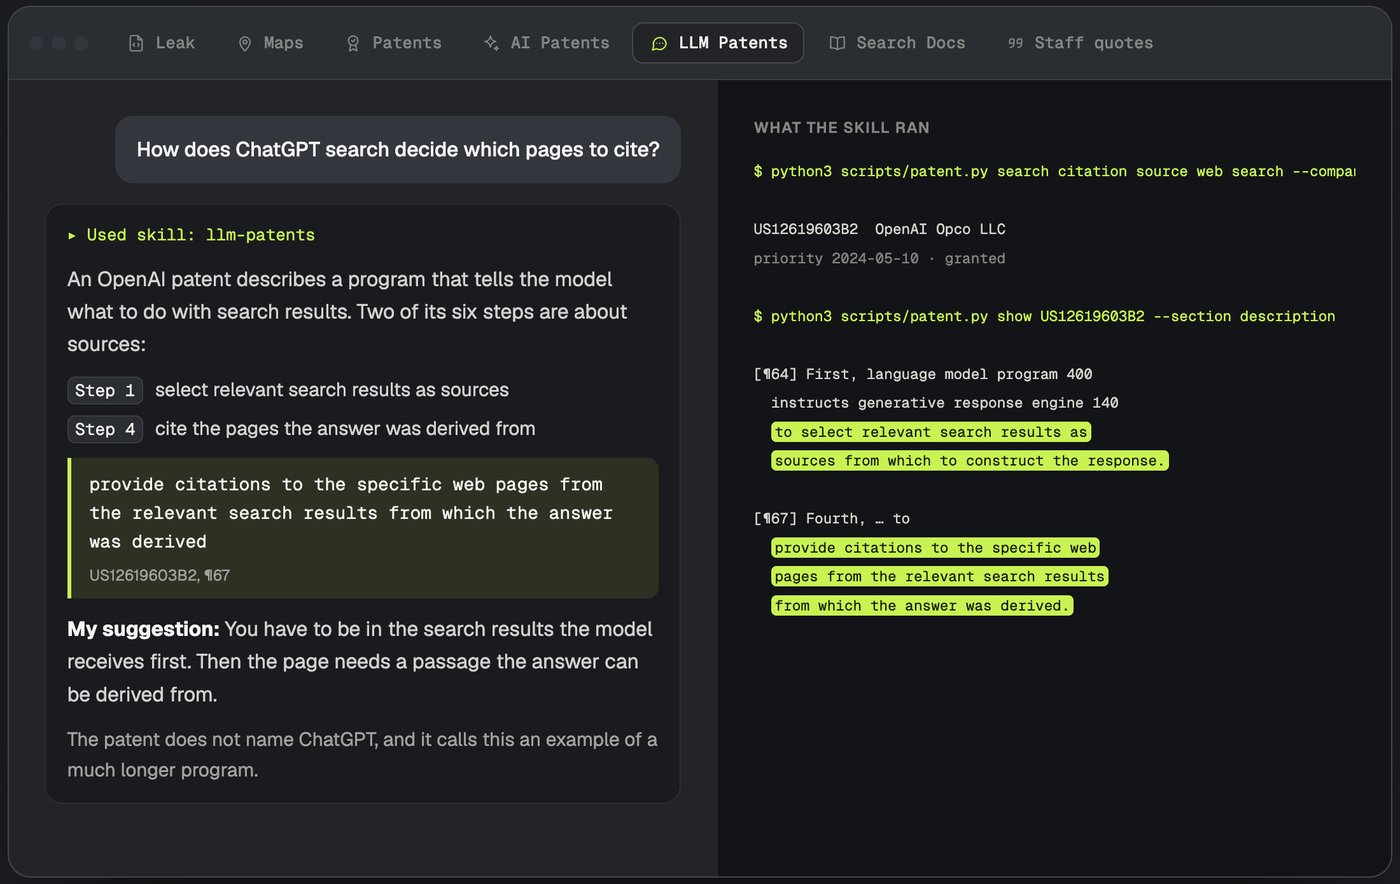 Leak
Maps
Patents
AI Patents
LLM Patents
Search Docs
Staff quotes
How does ChatGPT search decide which pages to cite?
▸ Used skill: llm-patents
An OpenAI patent describes a program that tells the model
what to do with search results. Two of its six steps are about
sources:
Step 1 select relevant search results as sources
Step 4 cite the pages the answer was derived from
provide citations to the specific web pages from
the relevant search results from which the answer
was derived
US12619603B2, ¶67
My suggestion: You have to be in the search results the model
receives first. Then the page needs a passage the answer can
be derived from.
The patent does not name ChatGPT, and it calls this an example of a
much longer program.
WHAT THE SKILL RAN
$ python3 scripts/patent.py search citation source web search
US12619603B2 OpenAI Opco LLC
priority 2024-05-10 · granted
$ python3 scripts/patent.py show US12619603B2 --section description
[¶64] First, language model program 400
instructs generative response engine 140
to select relevant search results as
sources from which to construct the response.
[¶67] Fourth, … to
provide citations to the specific web
pages from the relevant search results
from which the answer was derived.